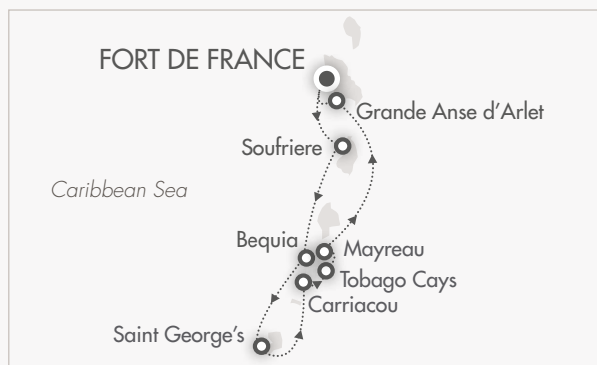 FORT DE FRANCE
Grande Anse d’Arlet
Soufriere
Caribbean Sea
Bequia
Mayreau
Tobago Cays
Carriacou
Saint George’s